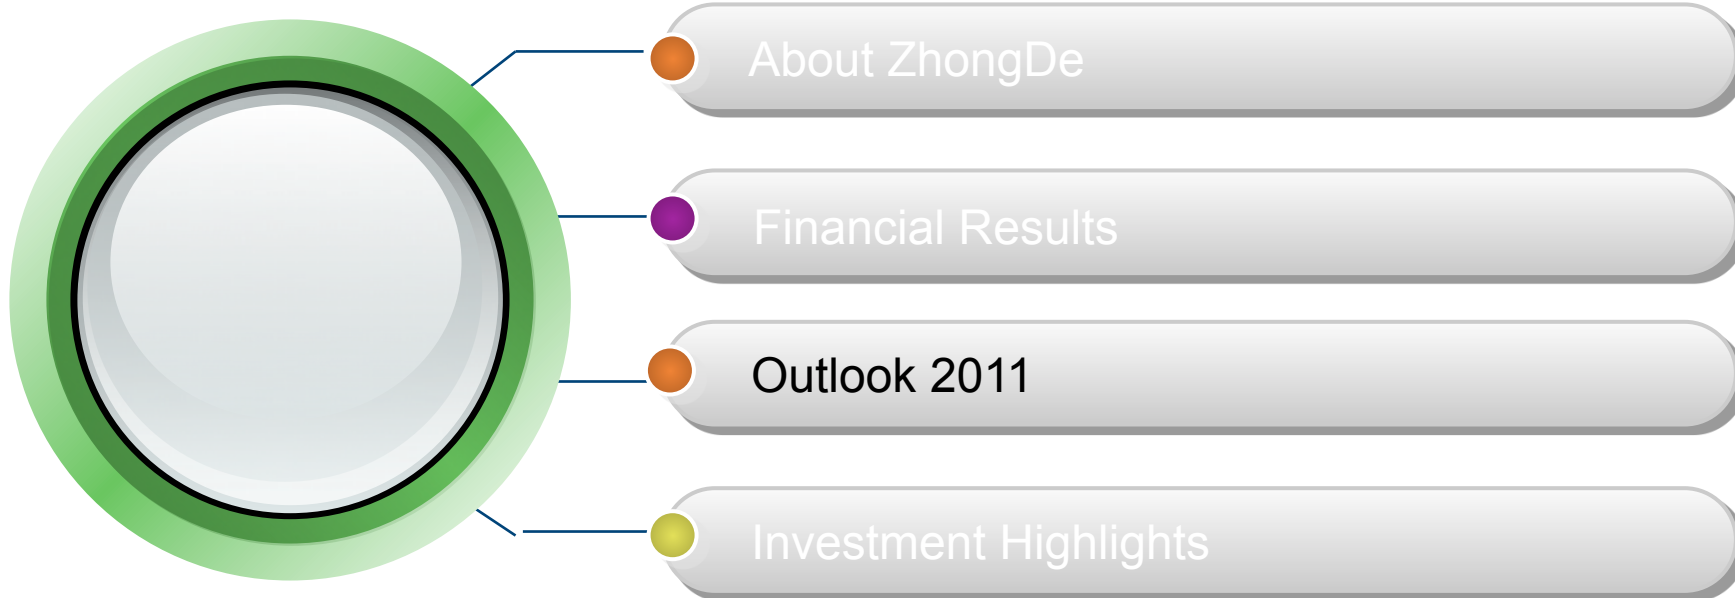 About ZhongDe
Financial Results
Outlook 2011
Investment Highlights